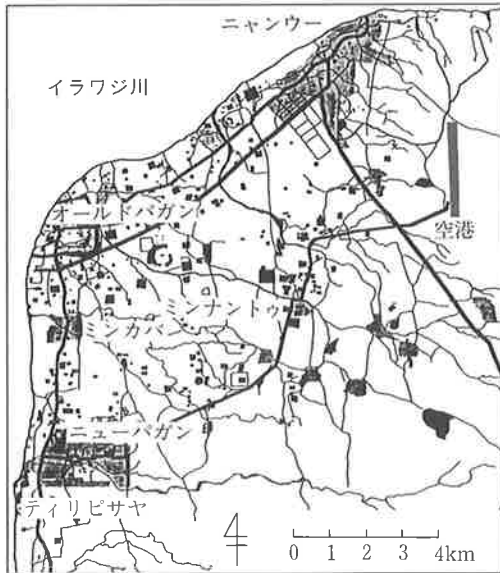 ニャンウー
イラワジ川
オールドバガン
空港
ミンナントゥ
ミンカバー
ニューバガン
ティリピサヤ
0 1 2 3 4km